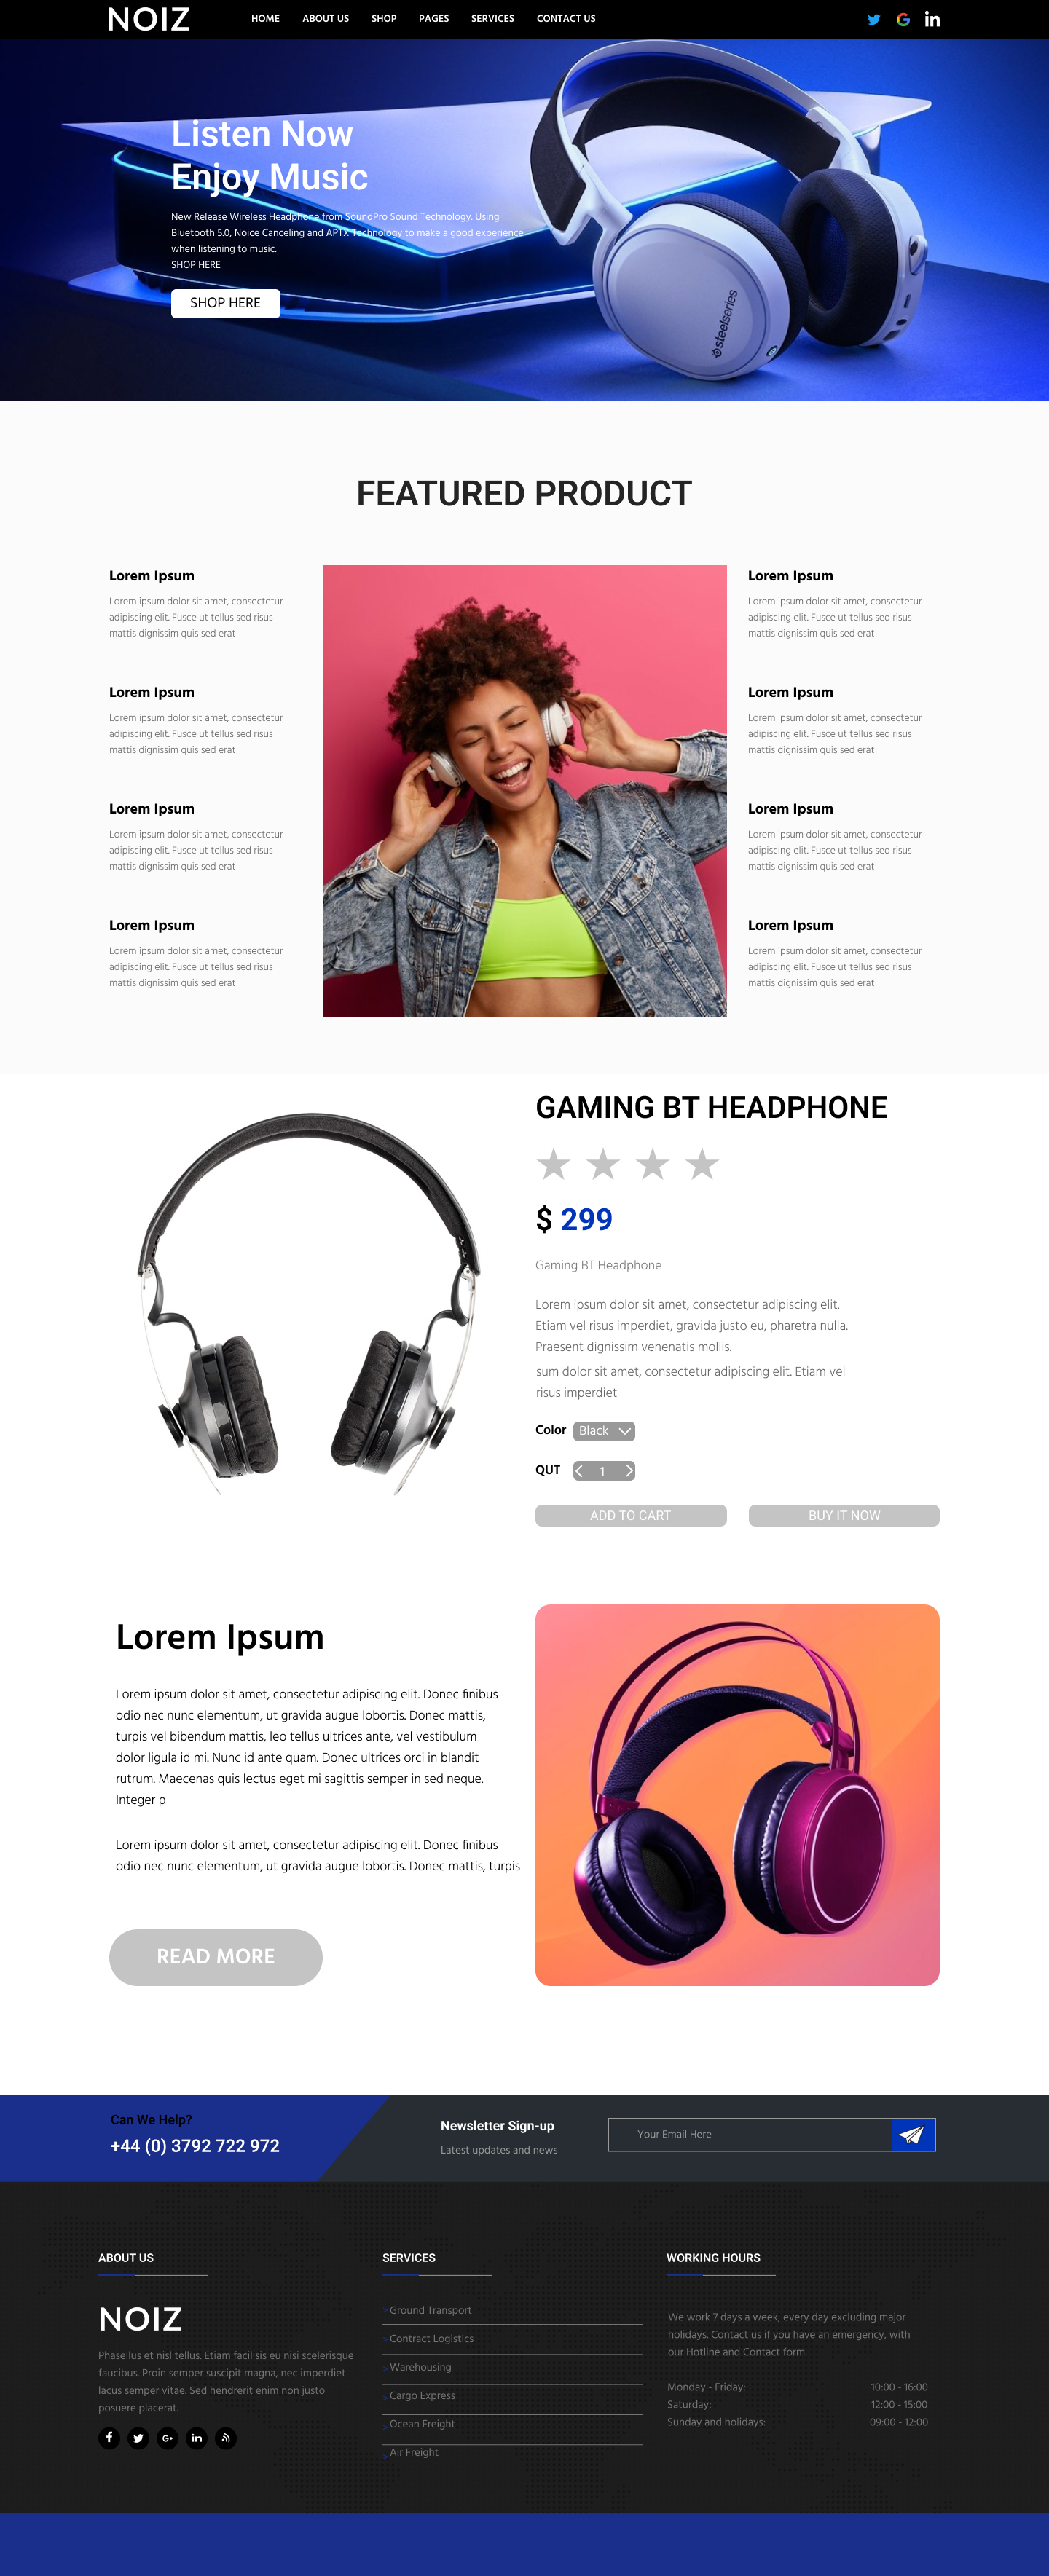 NOIZ
HOME ABOUT US SHOP PAGES SERVICES CONTACT US
in
Listen Now
Enjoy Music
New Release Wireless Headphone from SoundPro Sound Technology. Using
Bluetooth 5.0, Noice Canceling and APTX Technology to make a good experience
when listening to music.
SHOP HERE
SHOP HERE
steelseries
FEATURED PRODUCT
Lorem Ipsum
Lorem ipsum dolor sit amet, consectetur
adipiscing elit. Fusce ut tellus sed risus
mattis dignissim quis sed erat
Lorem Ipsum
Lorem ipsum dolor sit amet, consectetur
adipiscing elit. Fusce ut tellus sed risus
mattis dignissim quis sed erat
Lorem Ipsum
Lorem ipsum dolor sit amet, consectetur
adipiscing elit. Fusce ut tellus sed risus
mattis dignissim quis sed erat
Lorem Ipsum
Lorem ipsum dolor sit amet, consectetur
adipiscing elit. Fusce ut tellus sed risus
mattis dignissim quis sed erat
Lorem Ipsum
Lorem ipsum dolor sit amet, consectetur
adipiscing elit. Fusce ut tellus sed risus
mattis dignissim quis sed erat
Lorem Ipsum
Lorem ipsum dolor sit amet, consectetur
adipiscing elit. Fusce ut tellus sed risus
mattis dignissim quis sed erat
Lorem Ipsum
Lorem ipsum dolor sit amet, consectetur
adipiscing elit. Fusce ut tellus sed risus
mattis dignissim quis sed erat
Lorem Ipsum
Lorem ipsum dolor sit amet, consectetur
adipiscing elit. Fusce ut tellus sed risus
mattis dignissim quis sed erat
GAMING BT HEADPHONE
$ 299
Gaming BT Headphone
Lorem ipsum dolor sit amet, consectetur adipiscing elit.
Etiam vel risus imperdiet, gravida justo eu, pharetra nulla.
Praesent dignissim venenatis mollis.
sum dolor sit amet, consectetur adipiscing elit. Etiam vel
risus imperdiet
Color Black
QUT 1
ADD TO CART BUY IT NOW
Lorem Ipsum
Lorem ipsum dolor sit amet, consectetur adipiscing elit. Donec finibus
odio nec nunc elementum, ut gravida augue lobortis. Donec mattis,
turpis vel bibendum mattis, leo tellus ultrices ante, vel vestibulum
dolor ligula id mi. Nunc id ante quam. Donec ultrices orci in blandit
rutrum. Maecenas quis lectus eget mi sagittis semper in sed neque.
Integer p
Lorem ipsum dolor sit amet, consectetur adipiscing elit. Donec finibus
odio nec nunc elementum, ut gravida augue lobortis. Donec mattis, turpis
READ MORE
Can We Help?
+44 (0) 3792 722 972
Newsletter Sign-up
Latest updates and news
Your Email Here
ABOUT US
NOIZ
Phasellus et nisl tellus. Etiam facilisis eu nisi scelerisque
faucibus. Proin semper suscipit magna, nec imperdiet
lacus semper vitae. Sed hendrerit enim non justo
posuere placerat.
f G+ in
SERVICES
> Ground Transport
> Contract Logistics
> Warehousing
> Cargo Express
> Ocean Freight
> Air Freight
WORKING HOURS
We work 7 days a week, every day excluding major
holidays. Contact us if you have an emergency, with
our Hotline and Contact form.
Monday - Friday: 10:00 - 16:00
Saturday: 12:00 - 15:00
Sunday and holidays: 09:00 - 12:00